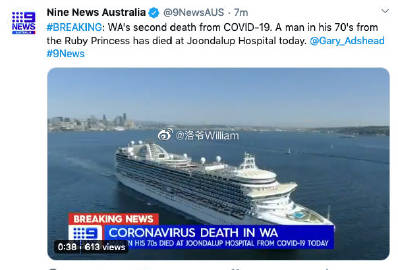 Nine News Australia @9NewsAUS · 7m
#BREAKING: WA's second death from COVID-19. A man in his 70's from
the Ruby Princess has died at Joondalup Hospital today. @Gary_Adshead
#9News
9
NEWS
@洛爷William
BREAKING NEWS
9 CORONAVIRUS DEATH IN WA
N HIS 70s DIED AT JOONDALUP HOSPITAL FROM COVID-19 TODAY
0:38 613 views